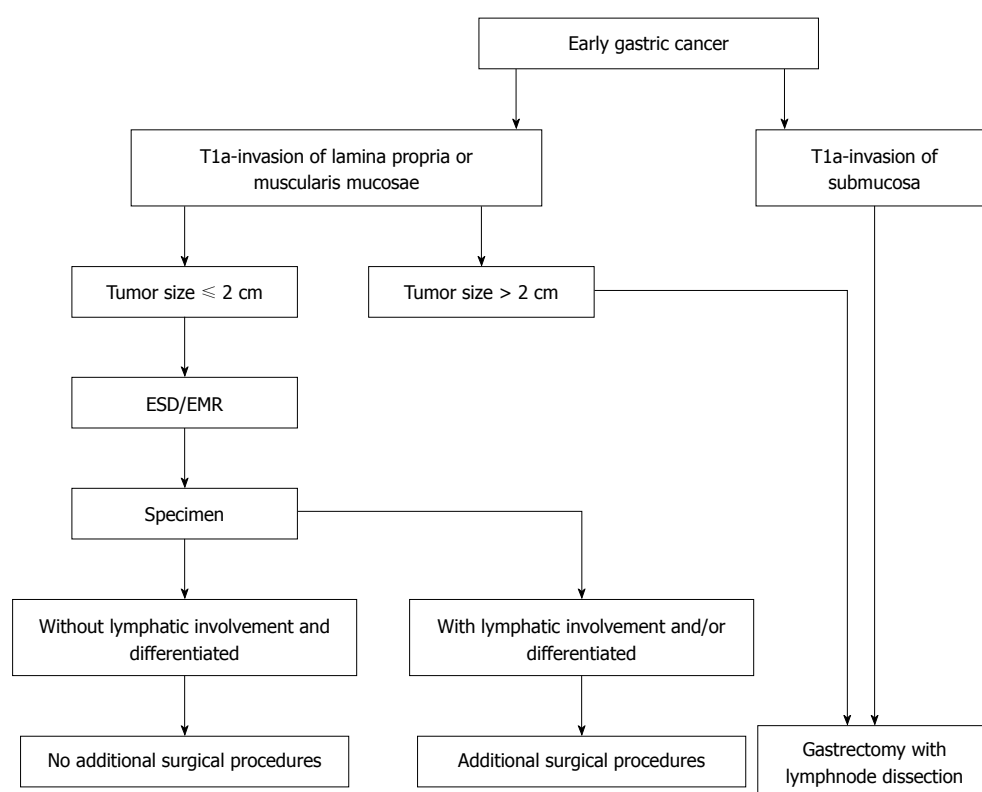 Early gastric cancer
T1a-invasion of lamina propria or
muscularis mucosae
T1a-invasion of
submucosa
Tumor size ⩽ 2 cm
Tumor size > 2 cm
ESD/EMR
Specimen
Without lymphatic involvement and
differentiated
With lymphatic involvement and/or
differentiated
No additional surgical procedures
Additional surgical procedures
Gastrectomy with
lymphnode dissection